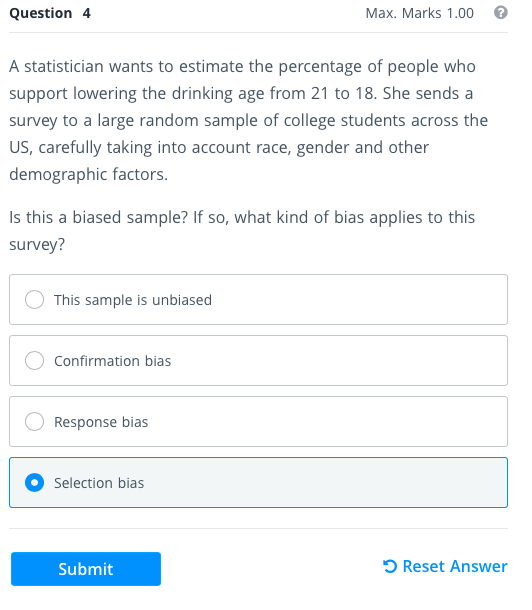 Question 4 Max. Marks 1.00 ?
A statistician wants to estimate the percentage of people who
support lowering the drinking age from 21 to 18. She sends a
survey to a large random sample of college students across the
US, carefully taking into account race, gender and other
demographic factors.
Is this a biased sample? If so, what kind of bias applies to this
survey?
This sample is unbiased
Confirmation bias
Response bias
Selection bias
Submit Reset Answer